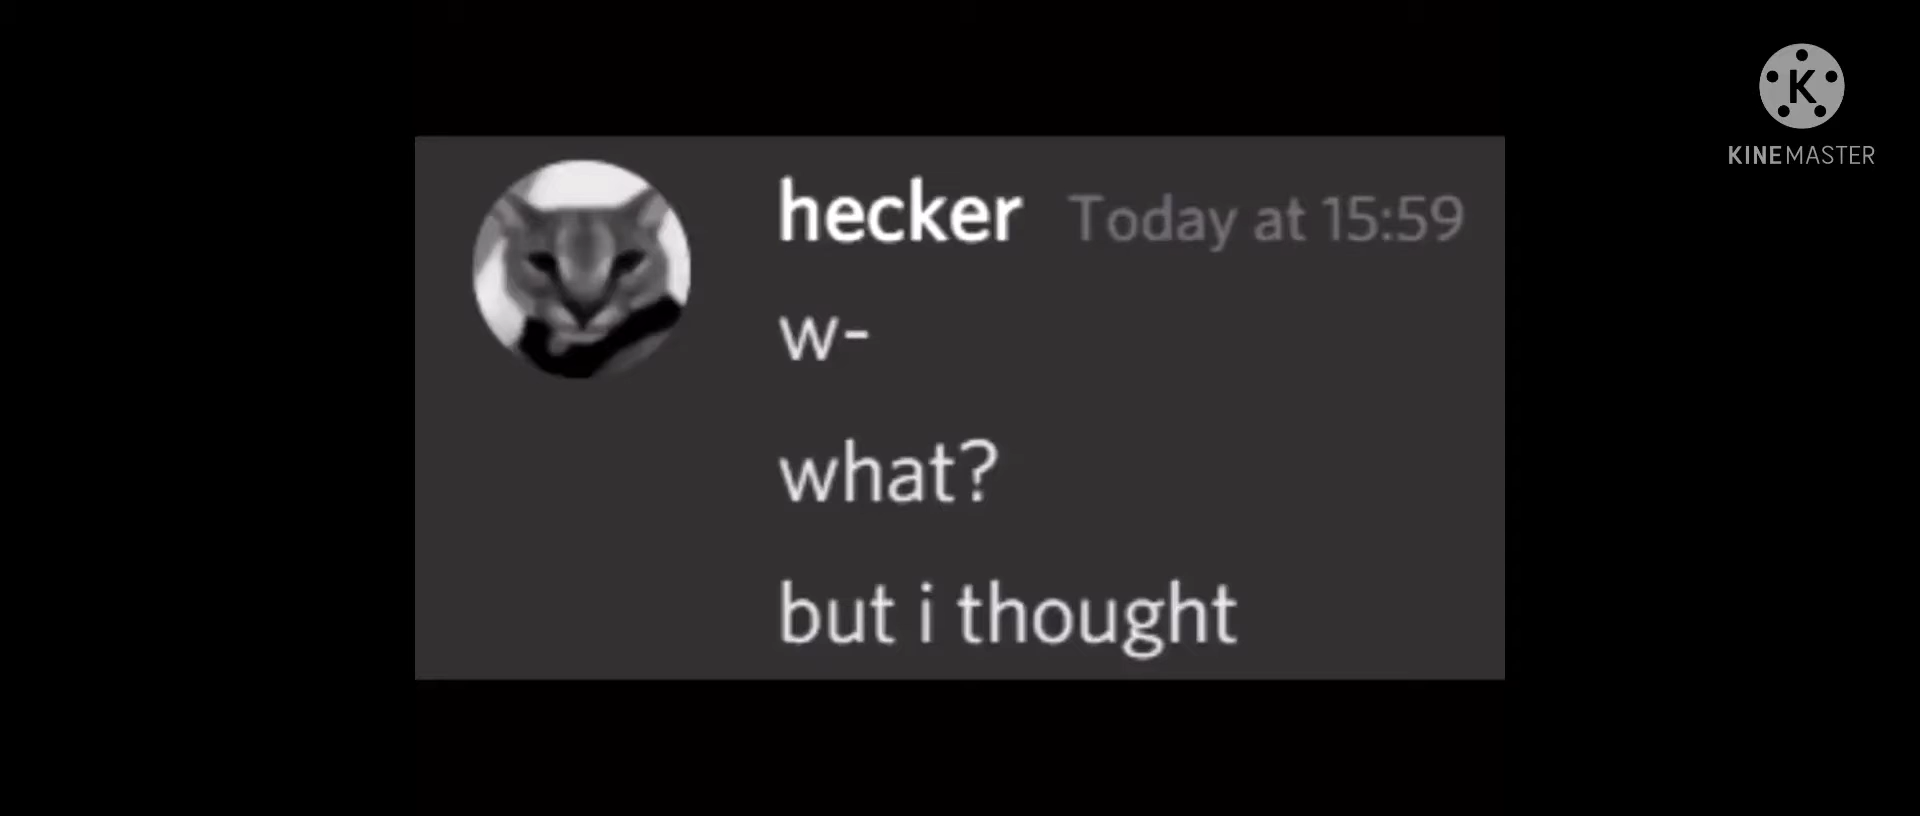 hecker Today at 15:59
w-
what?
but i thought
K
KINEMASTER